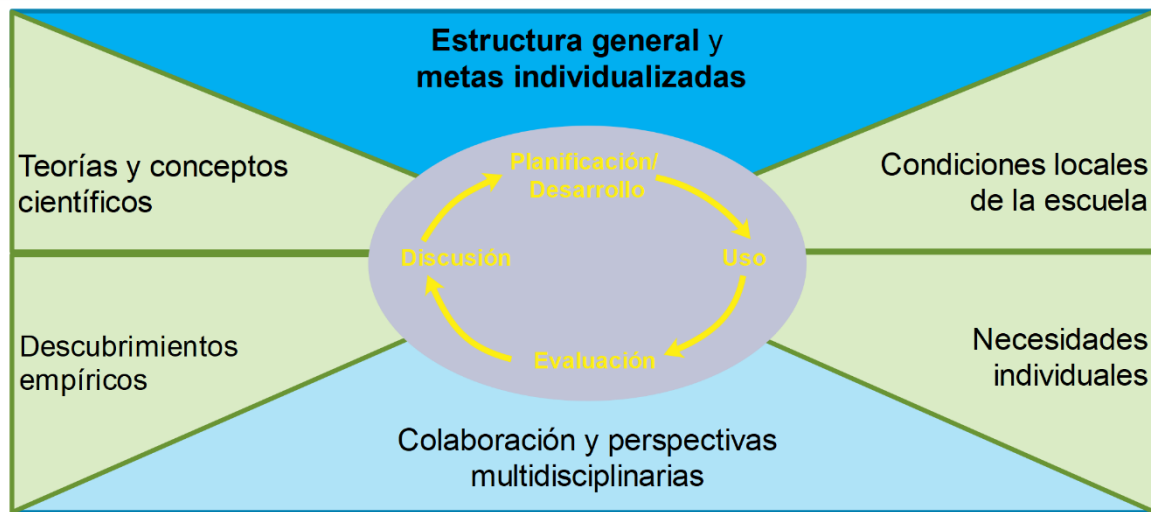 Estructura general y
metas individualizadas
Teorías y conceptos
científicos
Condiciones locales
de la escuela
Planificación/
Desarrollo
Discusión
Uso
Evaluación
Descubrimientos
empíricos
Necesidades
individuales
Colaboración y perspectivas
multidisciplinarias